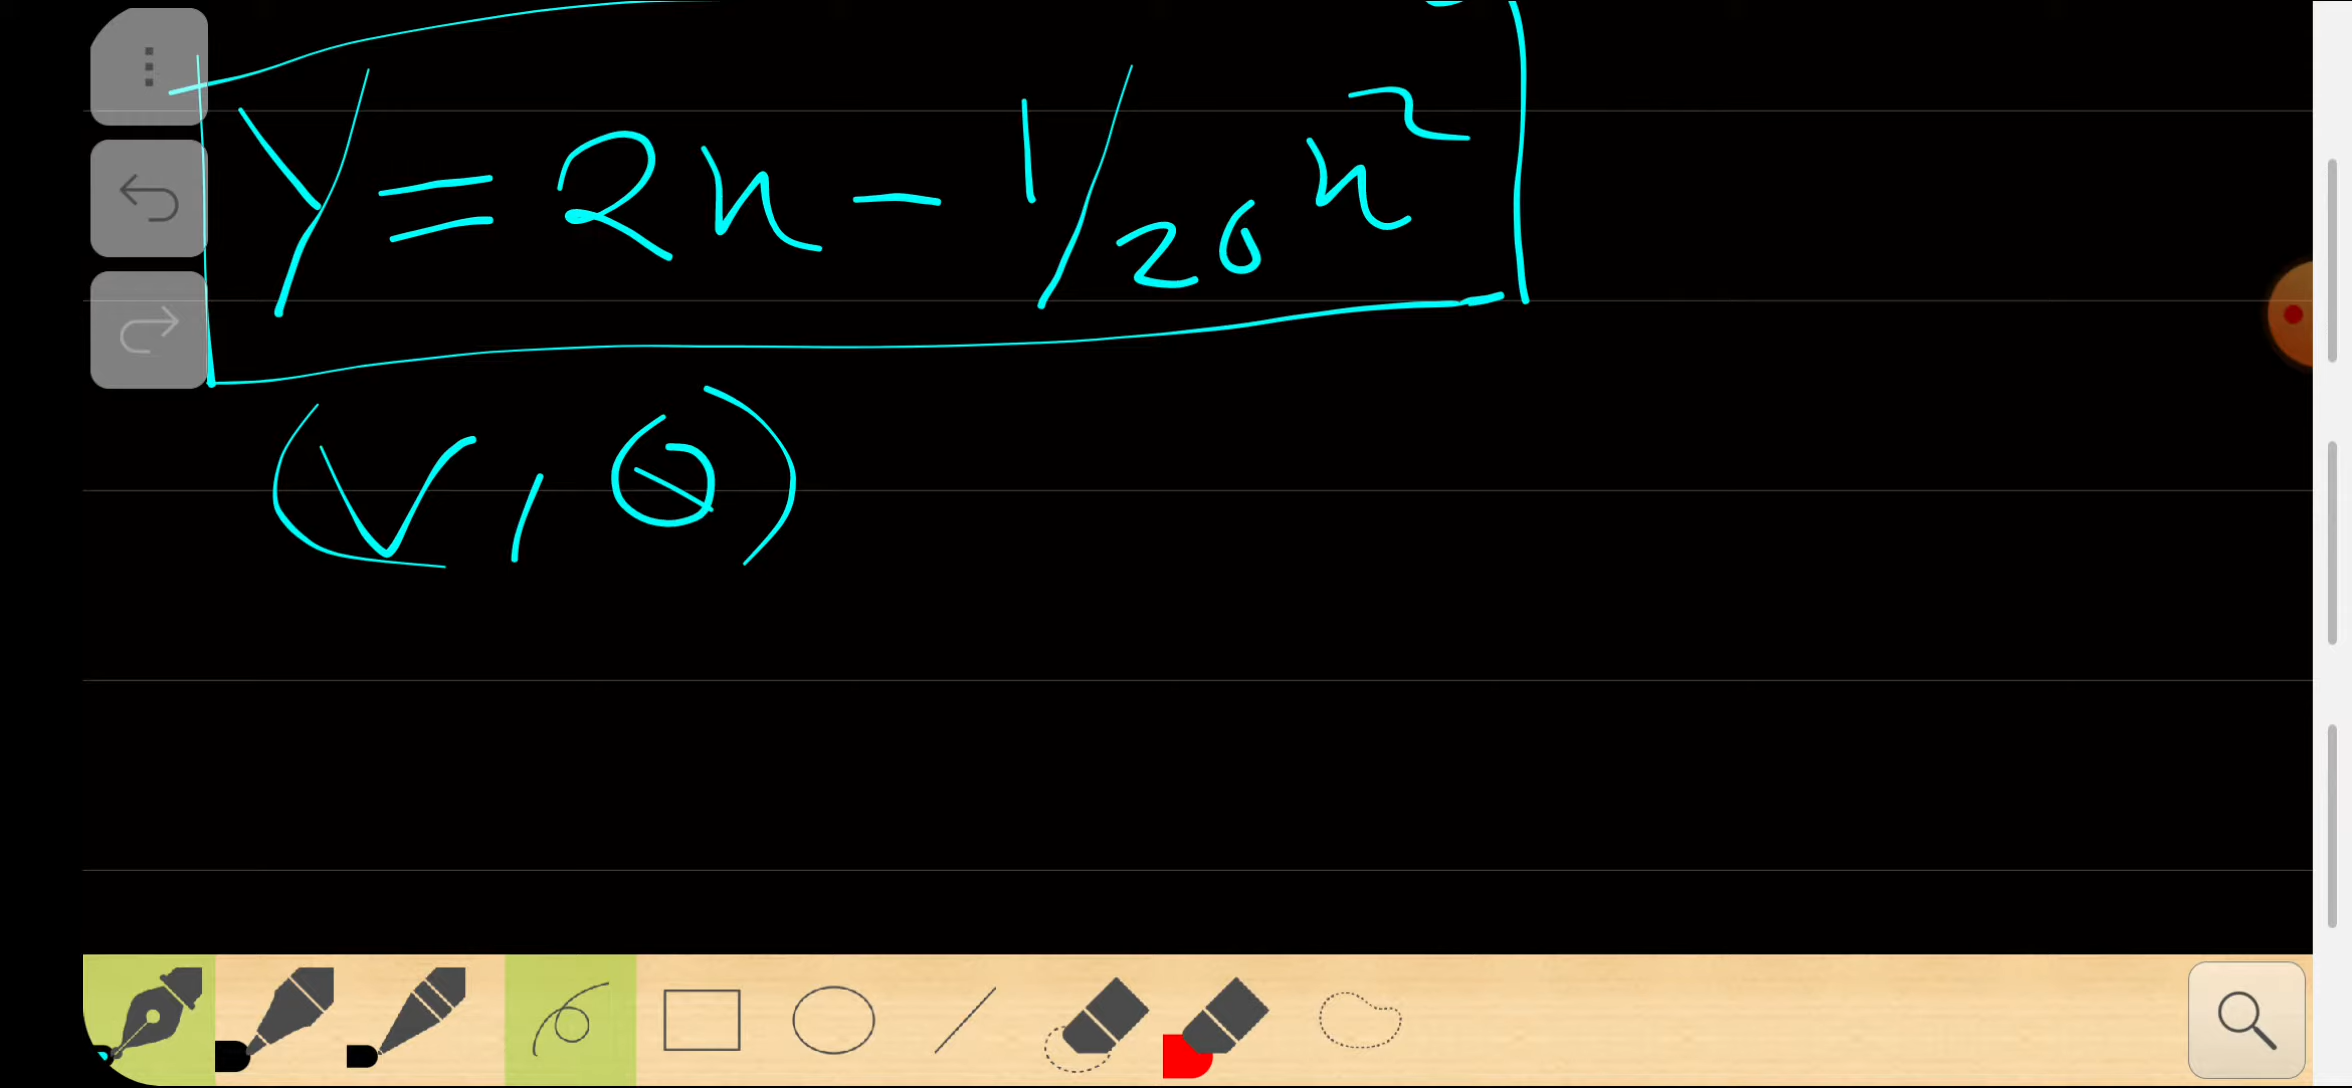 Y = 2x - 1/20 x²
(V, θ)